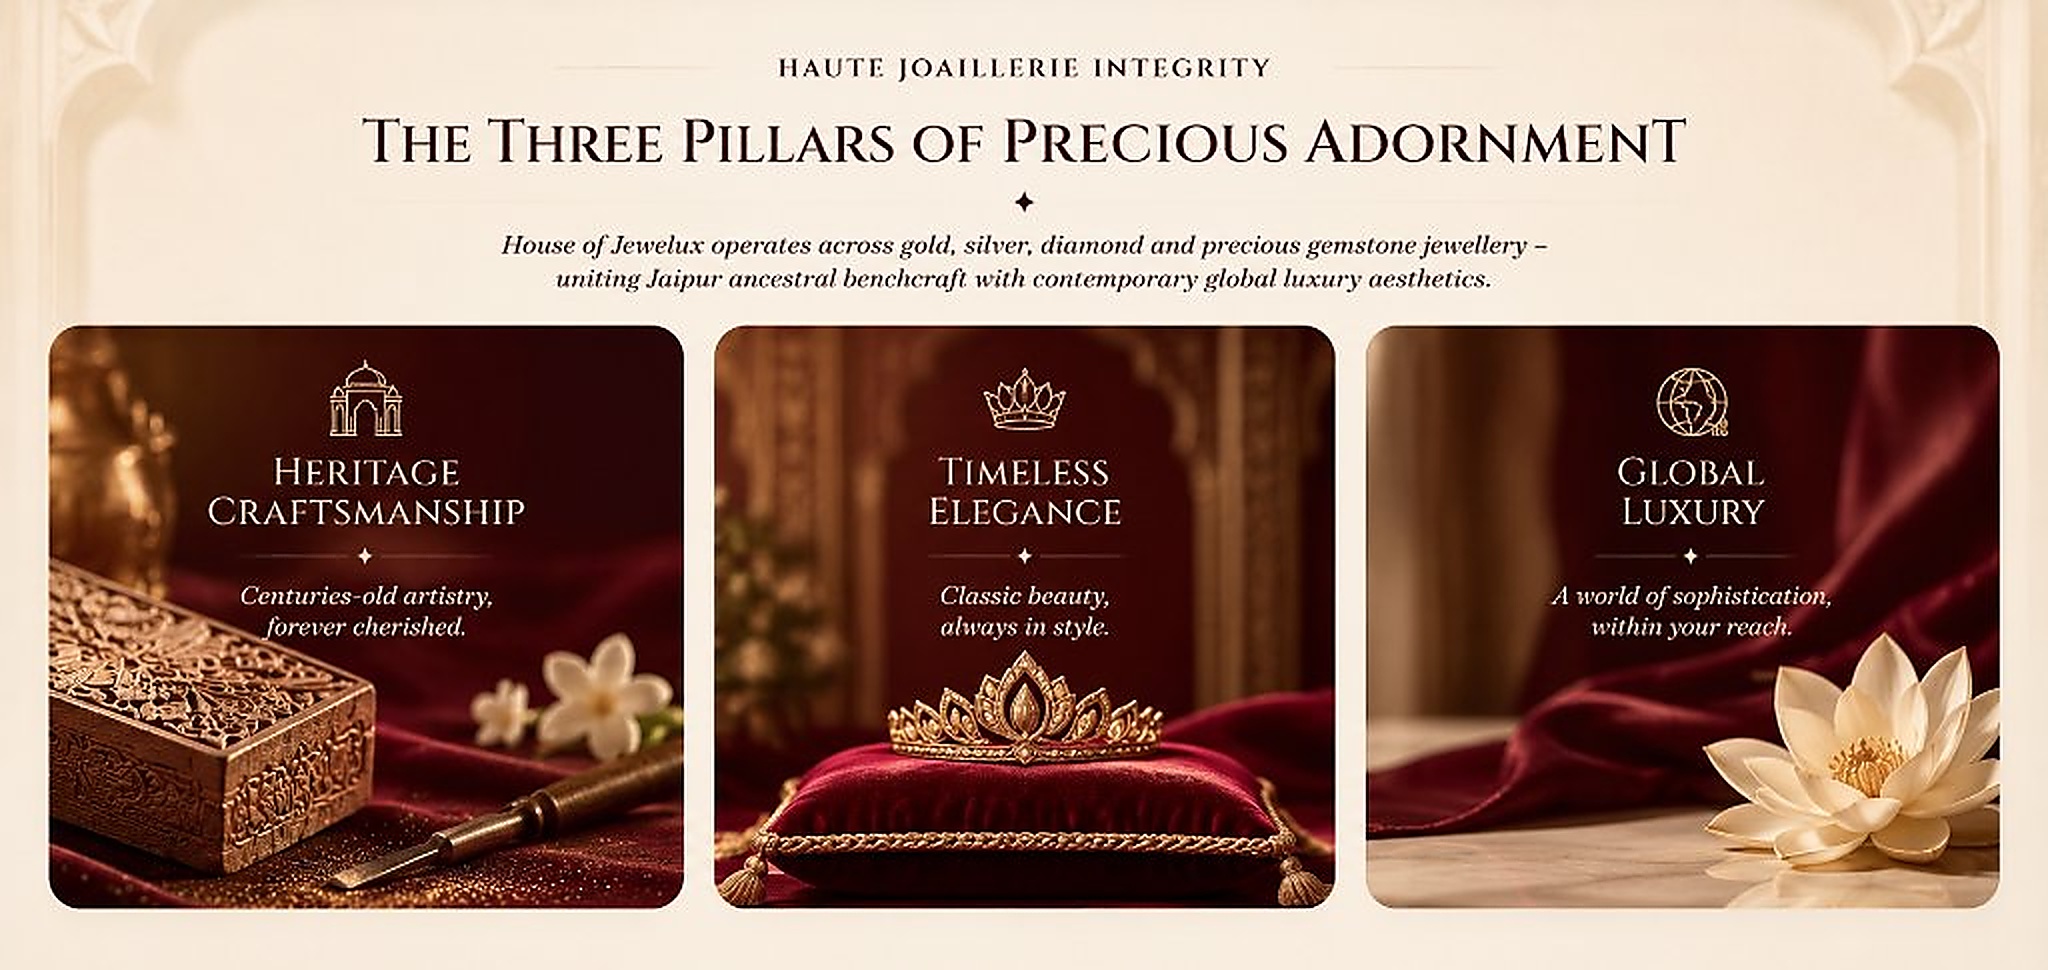 HAUTE JOAILLERIE INTEGRITY
THE THREE PILLARS OF PRECIOUS ADORNMENT
House of Jewelux operates across gold, silver, diamond and precious gemstone jewellery –
uniting Jaipur ancestral benchcraft with contemporary global luxury aesthetics.
HERITAGE
CRAFTSMANSHIP
Centuries-old artistry,
forever cherished.
TIMELESS
ELEGANCE
Classic beauty,
always in style.
GLOBAL
LUXURY
A world of sophistication,
within your reach.